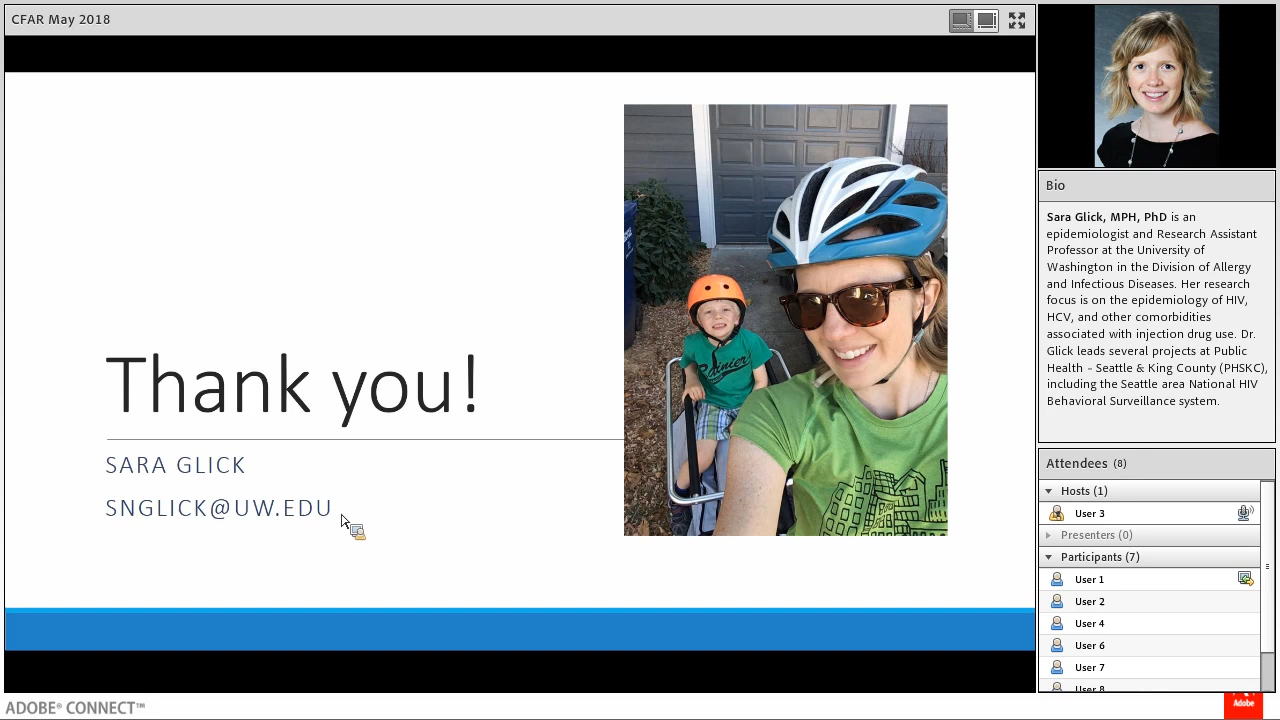 CFAR May 2018
Thank you!
SARA GLICK
SNGLICK@UW.EDU
Rainier
Bio
Sara Glick, MPH, PhD is an
epidemiologist and Research Assistant
Professor at the University of
Washington in the Division of Allergy
and Infectious Diseases. Her research
focus is on the epidemiology of HIV,
HCV, and other comorbidities
associated with injection drug use. Dr.
Glick leads several projects at Public
Health - Seattle & King County (PHSKC),
including the Seattle area National HIV
Behavioral Surveillance system.
Attendees (8)
Hosts (1)
User 3
Presenters (0)
Participants (7)
User 1
User 2
User 4
User 6
User 7
User 8
ADOBE® CONNECT™
Adobe